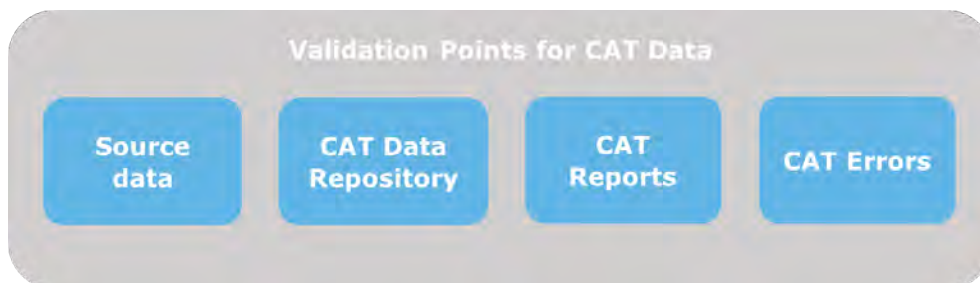 Validation Points for CAT Data
Source
data
CAT Data
Repository
CAT
Reports
CAT Errors